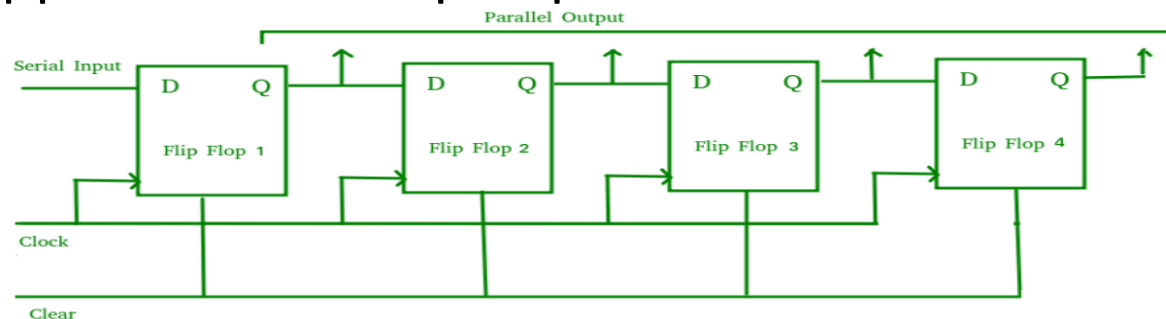 Parallel Output
Serial Input
D Q
Flip Flop 1
D Q
Flip Flop 2
D Q
Flip Flop 3
D Q
Flip Flop 4
Clock
Clear